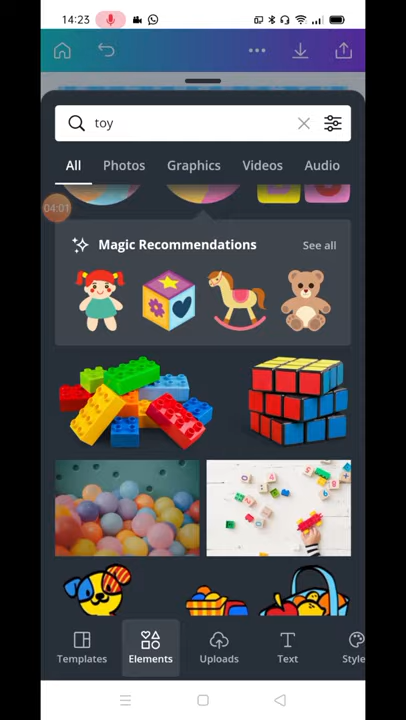 14:23
toy
All Photos Graphics Videos Audio
04:01
Magic Recommendations See all
Templates Elements Uploads Text Style